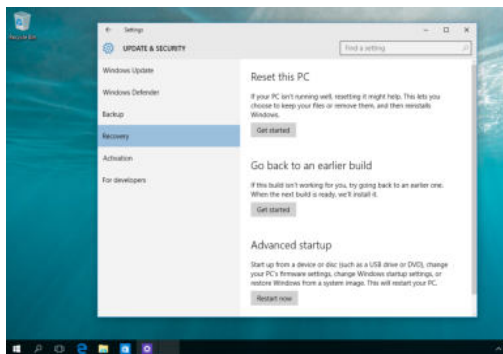 Recycle Bin
Settings
UPDATE & SECURITY
Find a setting
Windows Update
Windows Defender
Backup
Recovery
Activation
For developers
Reset this PC
If your PC isn't running well, resetting it might help. This lets you
choose to keep your files or remove them, and then reinstalls
Windows.
Get started
Go back to an earlier build
If this build isn't working for you, try going back to an earlier one.
When the next build is ready, we'll install it.
Get started
Advanced startup
Start up from a device or disc (such as a USB drive or DVD), change
your PC's firmware settings, change Windows startup settings, or
restore Windows from a system image. This will restart your PC.
Restart now